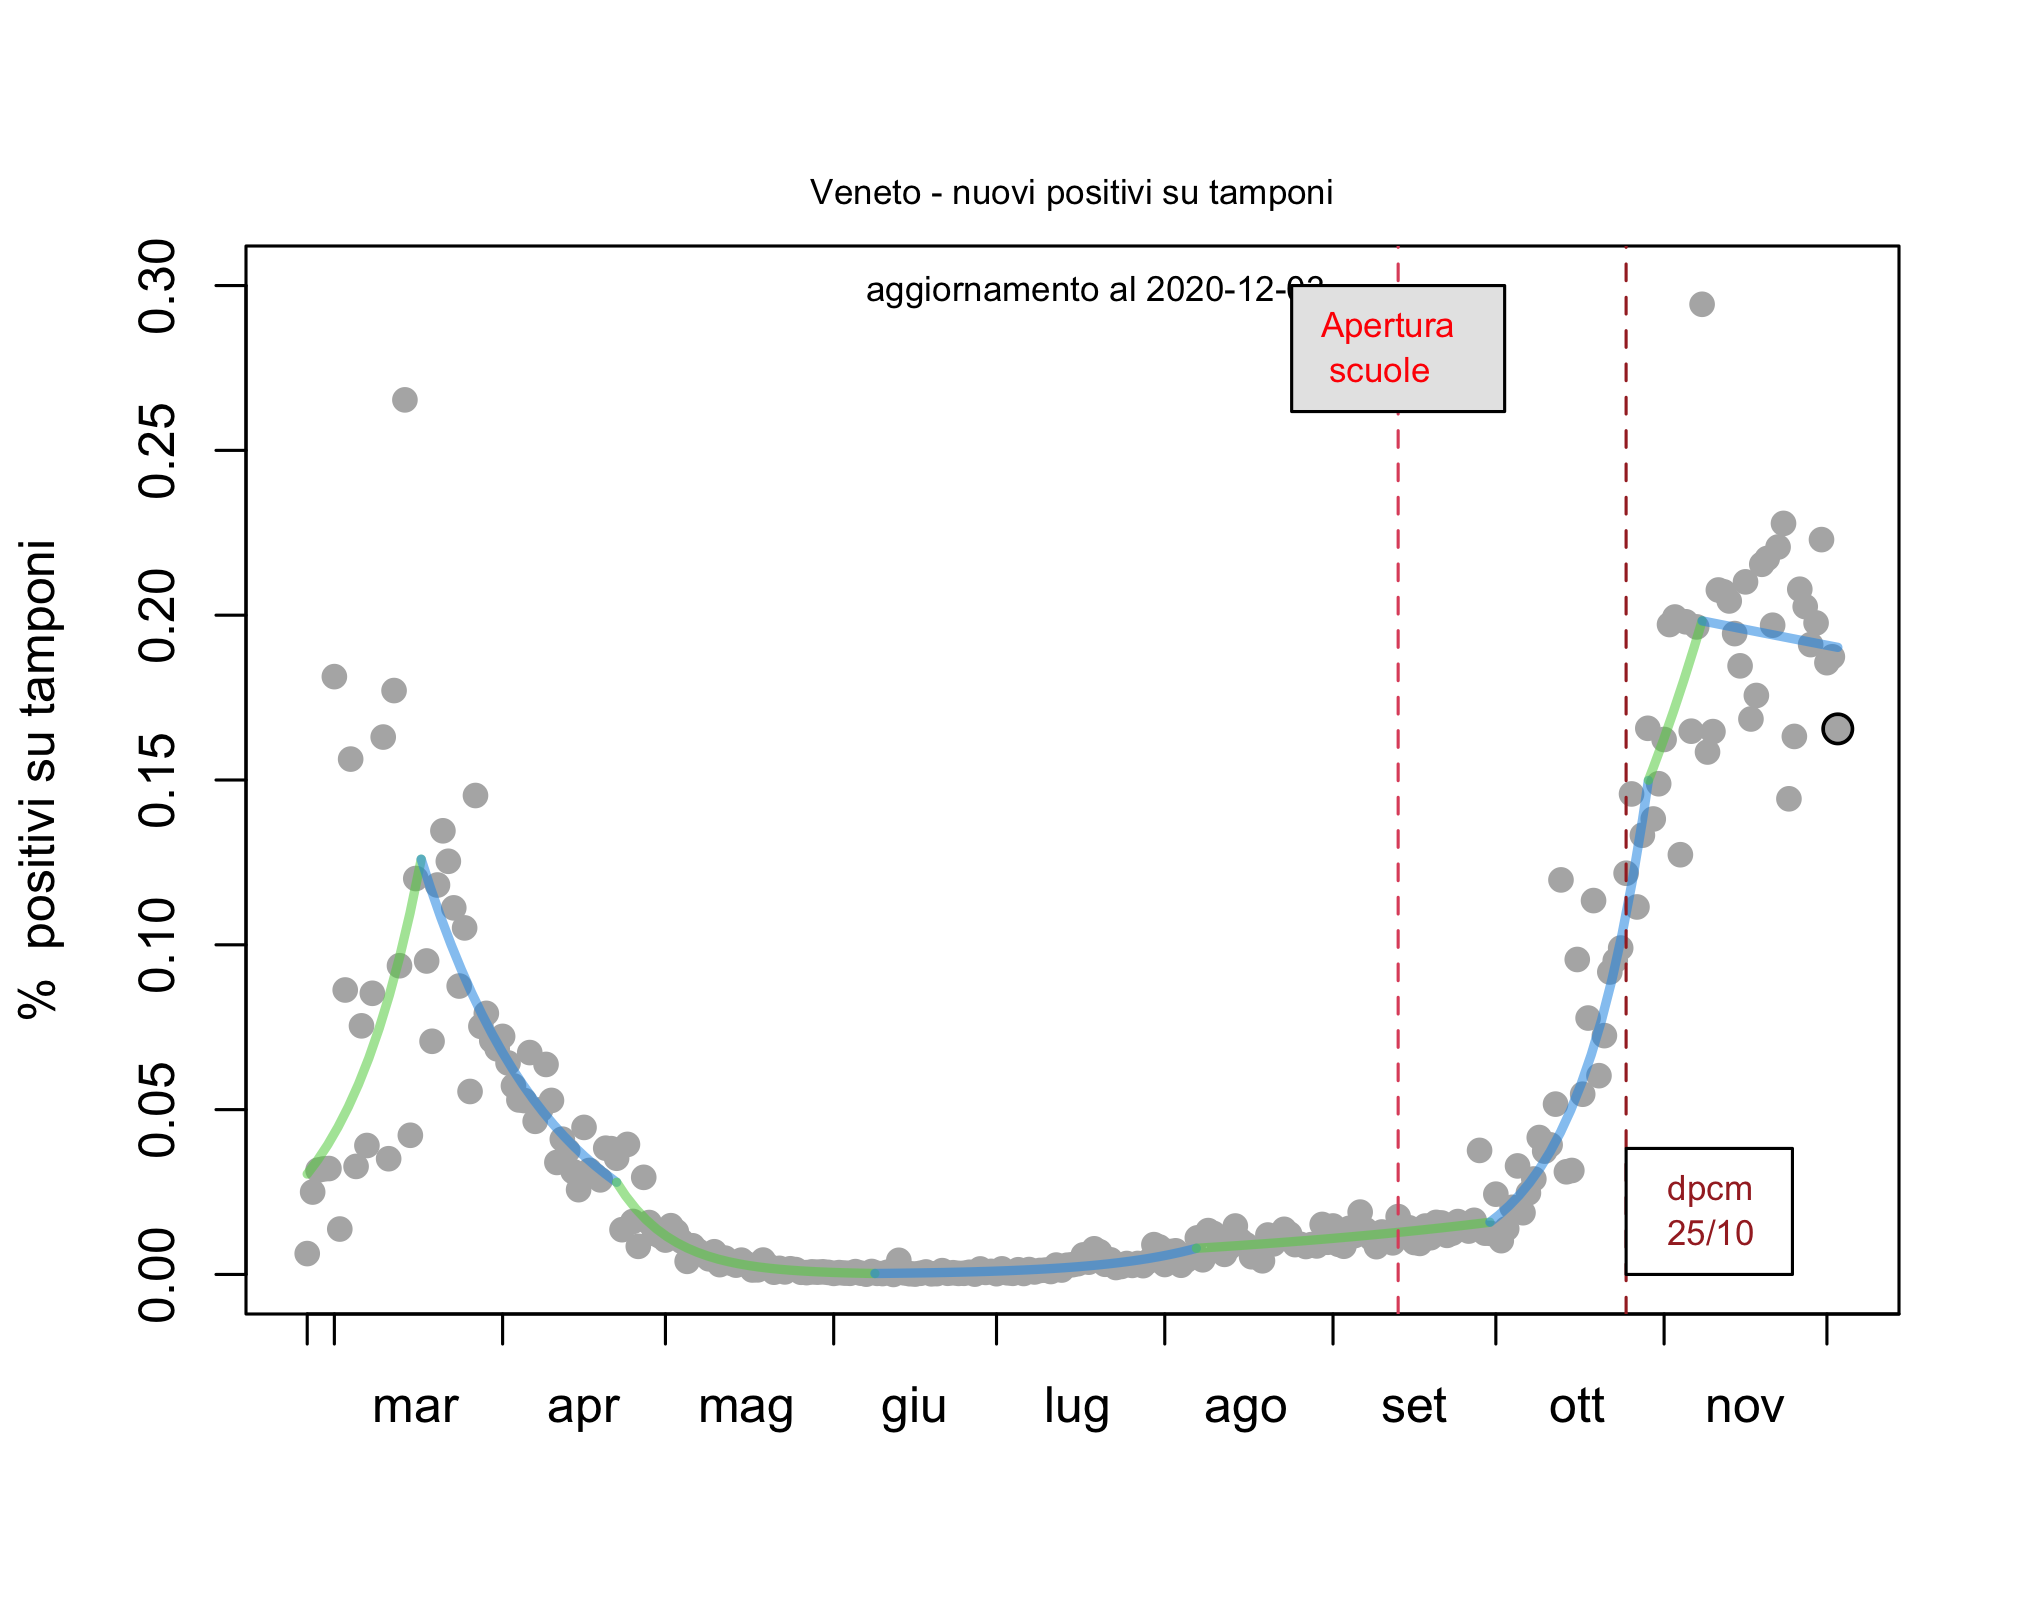 Veneto - nuovi positivi su tamponi
aggiornamento al 2020-12-03
Apertura
scuole
% positivi su tamponi
0.30
0.25
0.20
0.15
0.10
0.05
0.00
dpcm
25/10
mar apr mag giu lug ago set ott nov